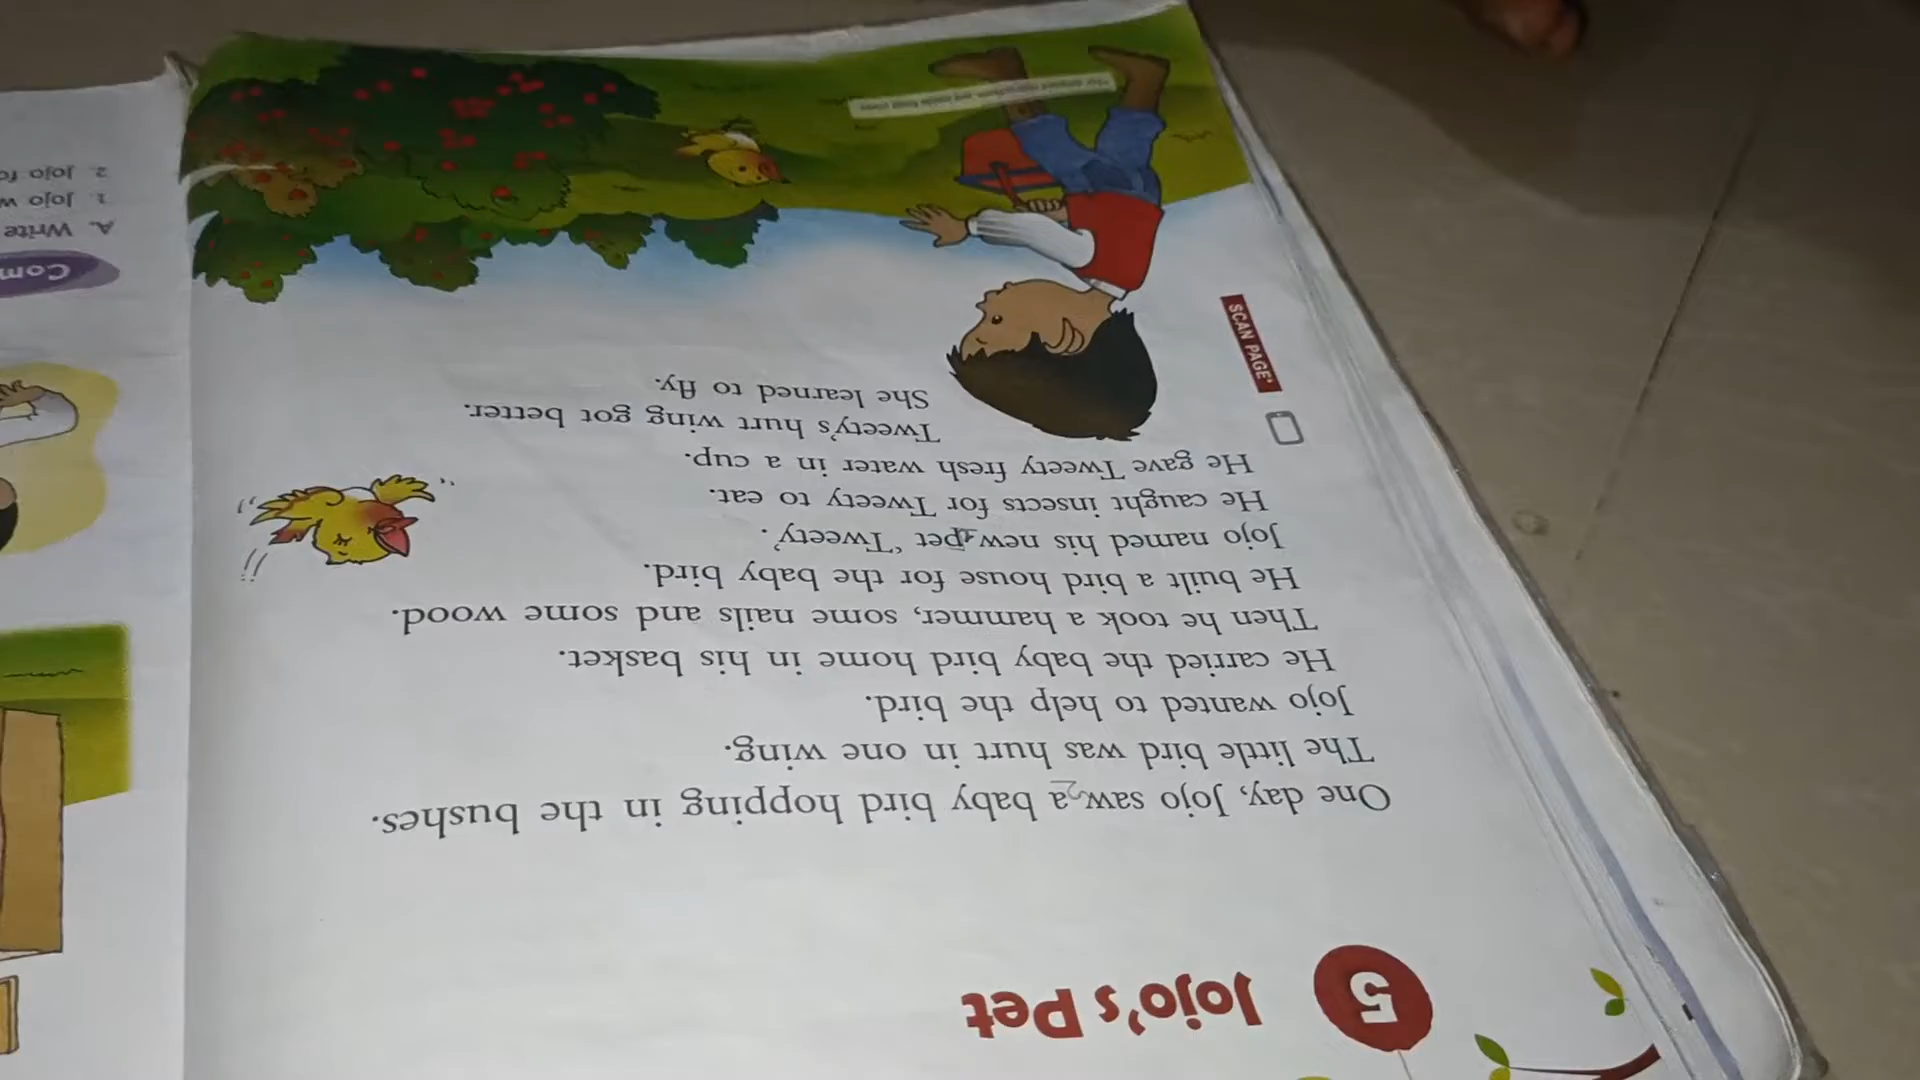 5
Jojo's Pet
One day, Jojo saw a baby bird hopping in the bushes.
The little bird was hurt in one wing.
Jojo wanted to help the bird.
He carried the baby bird home in his basket.
Then he took a hammer, some nails and some wood.
He built a bird house for the baby bird.
Jojo named his new pet 'Tweety'.
He caught insects for Tweety to eat.
He gave Tweety fresh water in a cup.
Tweety's hurt wing got better.
She learned to fly.
SCAN PAGE*
Com
A. Write
1. Jojo w
2. Jojo fo